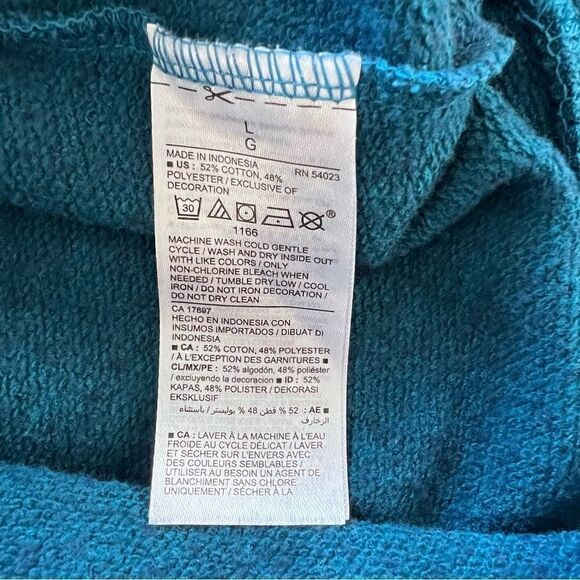 L
G
MADE IN INDONESIA RN 54023
■ US : 52% COTTON, 48%
POLYESTER / EXCLUSIVE OF
DECORATION
30 ®
1166
MACHINE WASH COLD GENTLE
CYCLE / WASH AND DRY INSIDE OUT
WITH LIKE COLORS / ONLY
NON-CHLORINE BLEACH WHEN
NEEDED / TUMBLE DRY LOW / COOL
IRON / DO NOT IRON DECORATION /
DO NOT DRY CLEAN
CA 17697
HECHO EN INDONESIA CON
INSUMOS IMPORTADOS / DIBUAT DI
INDONESIA
■ CA : 52% COTON, 48% POLYESTER
/ À L'EXCEPTION DES GARNITURES ■
CL/MX/PE : 52% algodón, 48% poliéster
/ excluyendo la decoracion ■ ID : 52%
KAPAS, 48% POLISTER / DEKORASI
EKSKLUSIF
■ AE : 52 % قطن 48 % بوليستر / باستثناء
الزخارف
■ CA : LAVER À LA MACHINE À L'EAU
FROIDE AU CYCLE DÉLICAT / LAVER
ET SÉCHER SUR L'ENVERS AVEC
DES COULEURS SEMBLABLES /
UTILISER AU BESOIN UN AGENT DE
BLANCHIMENT SANS CHLORE
UNIQUEMENT / SÉCHER À LA